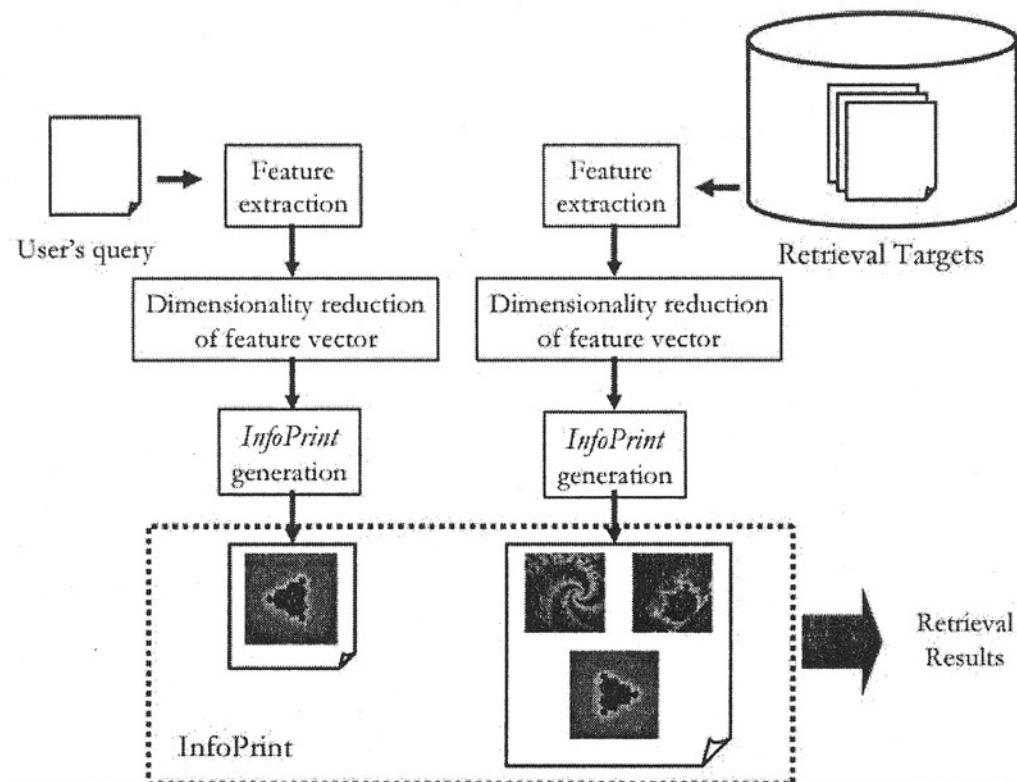 Feature
extraction
User's query
Feature
extraction
Retrieval Targets
Dimensionality reduction
of feature vector
Dimensionality reduction
of feature vector
InfoPrint
generation
InfoPrint
generation
InfoPrint
Retrieval
Results